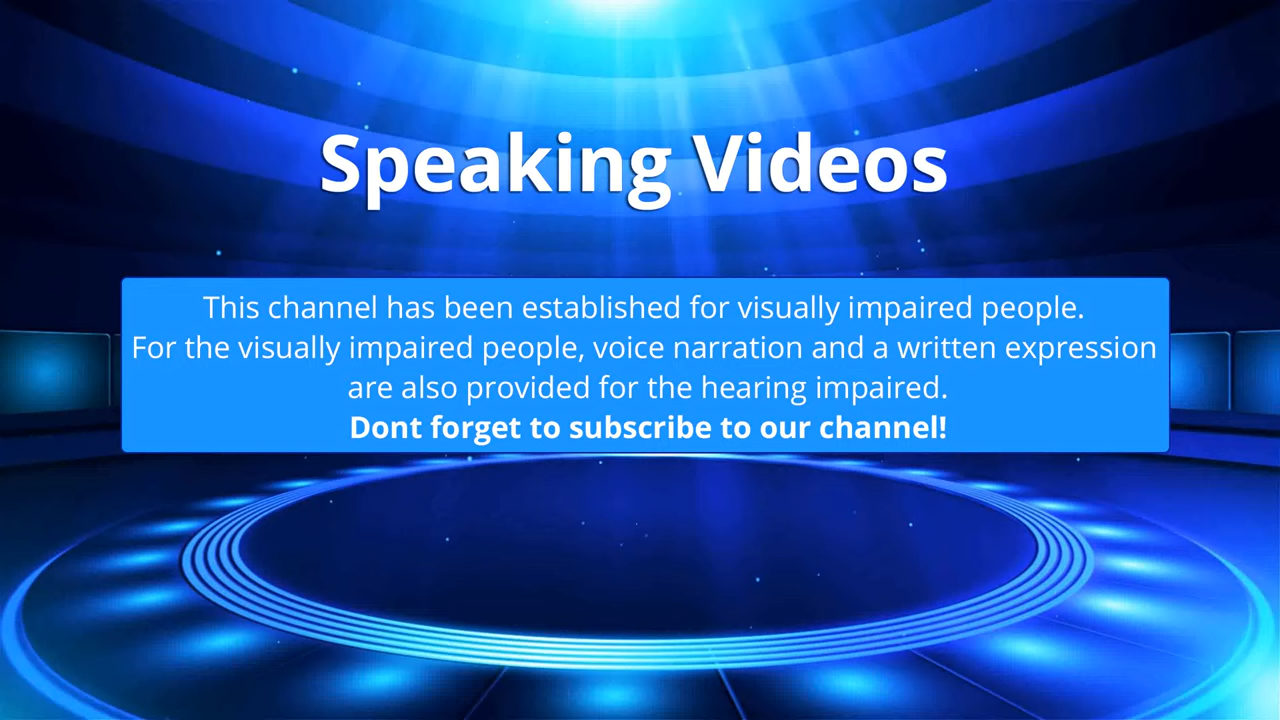 Speaking Videos
This channel has been established for visually impaired people.
For the visually impaired people, voice narration and a written expression
are also provided for the hearing impaired.
Dont forget to subscribe to our channel!